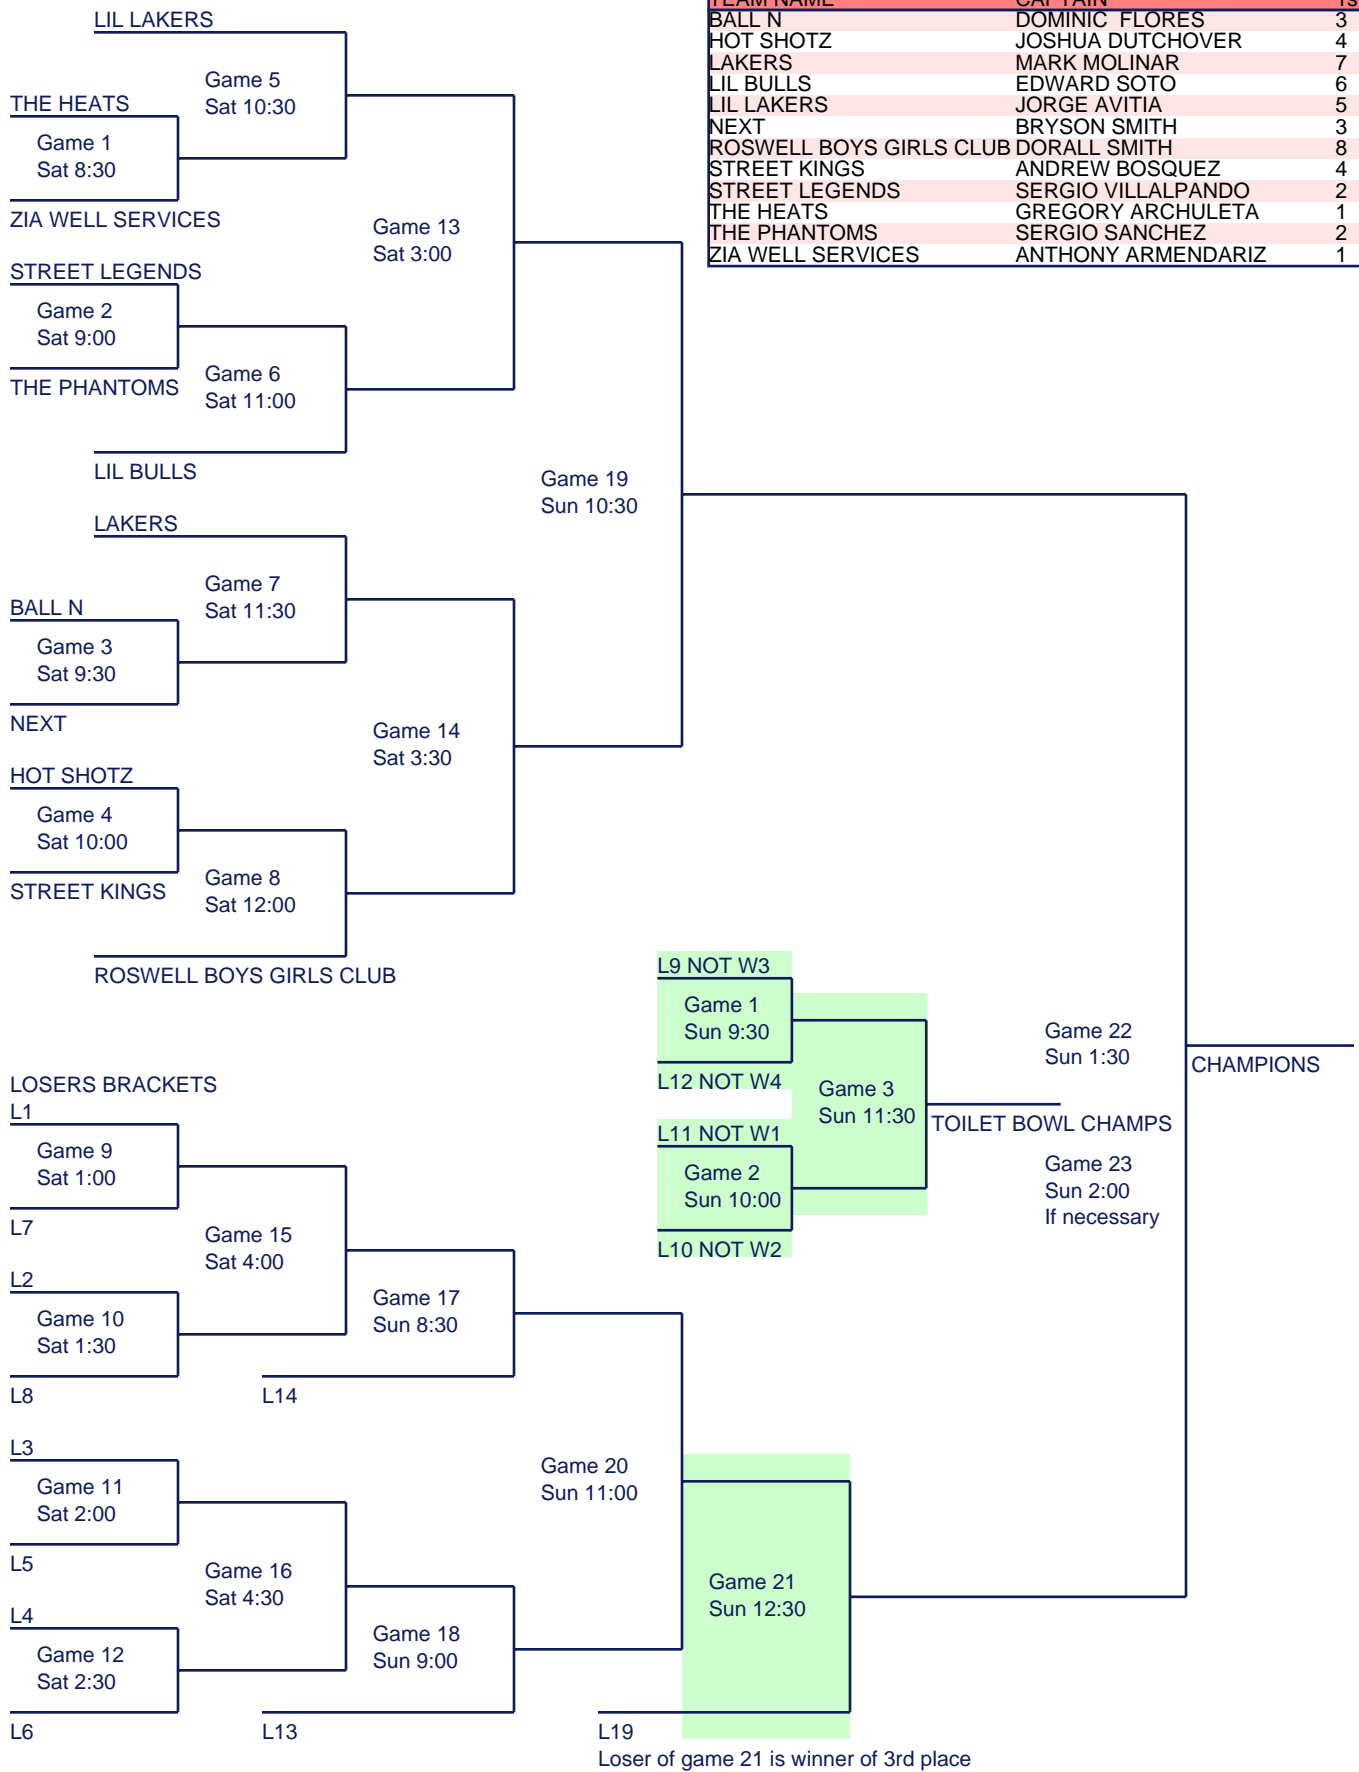 TEAM NAME CAPTAIN 1s
BALL N DOMINIC FLORES 3
HOT SHOTZ JOSHUA DUTCHOVER 4
LAKERS MARK MOLINAR 7
LIL BULLS EDWARD SOTO 6
LIL LAKERS JORGE AVITIA 5
NEXT BRYSON SMITH 3
ROSWELL BOYS GIRLS CLUB DORALL SMITH 8
STREET KINGS ANDREW BOSQUEZ 4
STREET LEGENDS SERGIO VILLALPANDO 2
THE HEATS GREGORY ARCHULETA 1
THE PHANTOMS SERGIO SANCHEZ 2
ZIA WELL SERVICES ANTHONY ARMENDARIZ 1
LIL LAKERS
Game 5
Sat 10:30
THE HEATS
Game 1
Sat 8:30
ZIA WELL SERVICES
Game 13
Sat 3:00
STREET LEGENDS
Game 2
Sat 9:00
Game 6
Sat 11:00
THE PHANTOMS
LIL BULLS
Game 19
Sun 10:30
LAKERS
Game 7
Sat 11:30
BALL N
Game 3
Sat 9:30
NEXT
Game 14
Sat 3:30
HOT SHOTZ
Game 4
Sat 10:00
Game 8
Sat 12:00
STREET KINGS
ROSWELL BOYS GIRLS CLUB
L9 NOT W3
Game 1
Sun 9:30
L12 NOT W4
Game 3
Sun 11:30
L11 NOT W1
Game 2
Sun 10:00
L10 NOT W2
TOILET BOWL CHAMPS
Game 22
Sun 1:30
CHAMPIONS
Game 23
Sun 2:00
If necessary
LOSERS BRACKETS
L1
Game 9
Sat 1:00
L7
Game 15
Sat 4:00
L2
Game 10
Sat 1:30
L8
Game 17
Sun 8:30
L14
L3
Game 11
Sat 2:00
L5
Game 20
Sun 11:00
Game 16
Sat 4:30
L4
Game 12
Sat 2:30
L6
Game 18
Sun 9:00
L13
Game 21
Sun 12:30
L19
Loser of game 21 is winner of 3rd place